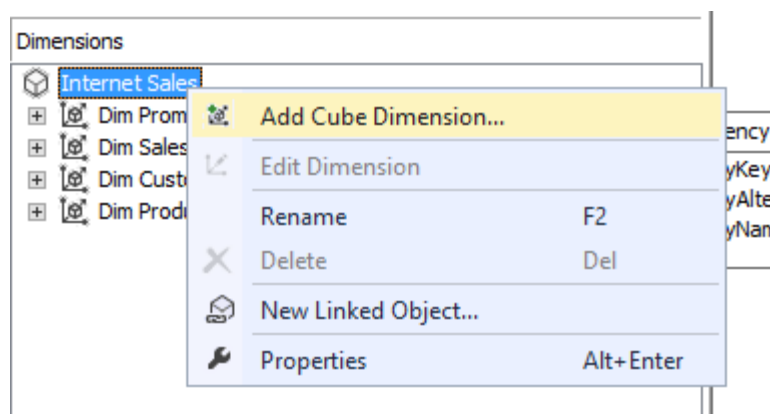 Dimensions
Internet Sales
Dim Prom
Add Cube Dimension...
ency
Dim Sales
Edit Dimension
yKey
Dim Custo
yAlte
Dim Produ
Rename F2
yNam
Delete Del
New Linked Object...
Properties Alt+Enter